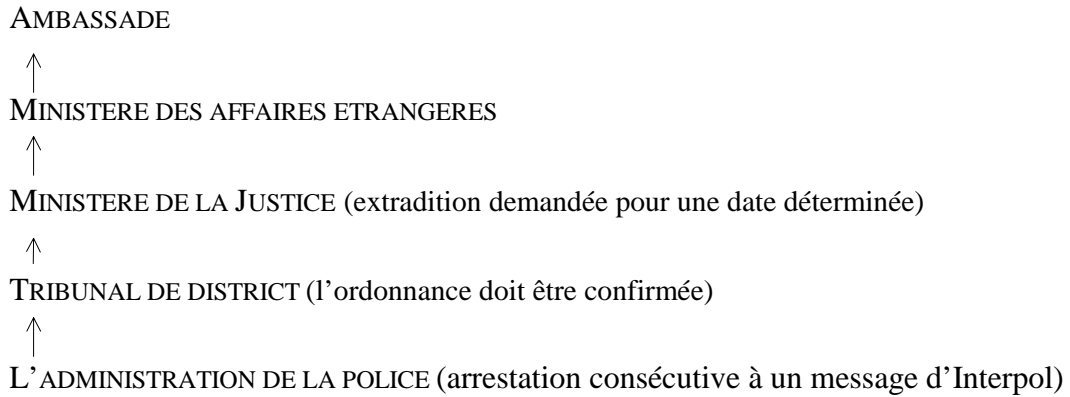 AMBASSADE
MINISTERE DES AFFAIRES ETRANGERES
MINISTERE DE LA JUSTICE (extradition demandée pour une date déterminée)
TRIBUNAL DE DISTRICT (l’ordonnance doit être confirmée)
L’ADMINISTRATION DE LA POLICE (arrestation consécutive à un message d’Interpol)